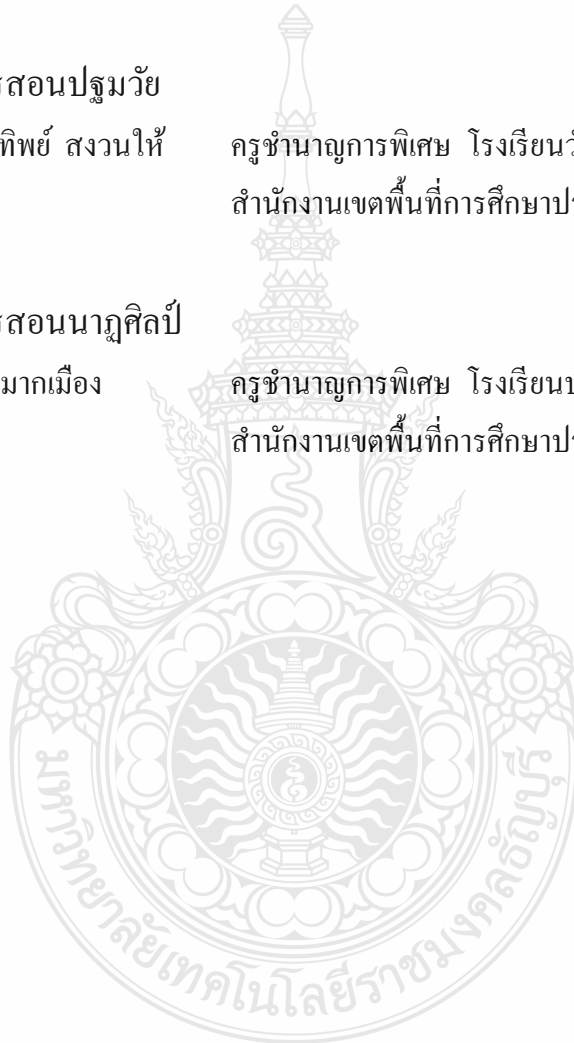 รสอนปฐมวัย
ทิพย์ สงวนให้ ครูชำนาญการพิเศษ โรงเรียนวั
สำนักงานเขตพื้นที่การศึกษาปร
รสอนนาฏศิลป์
มากเมือง ครูชำนาญการพิเศษ โรงเรียนบ
สำนักงานเขตพื้นที่การศึกษาปร
มหาวิทยาลัยเทคโนโลยีราชมงคลธัญบุรี